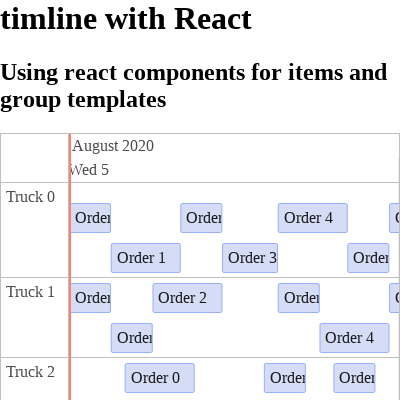 timline with React
Using react components for items and
group templates
August 2020
Wed 5
Truck 0
Order
Order
Order 4
Order 1
Order 3
Order
Truck 1
Order
Order 2
Order
Order
Order 4
Truck 2
Order 0
Order
Order